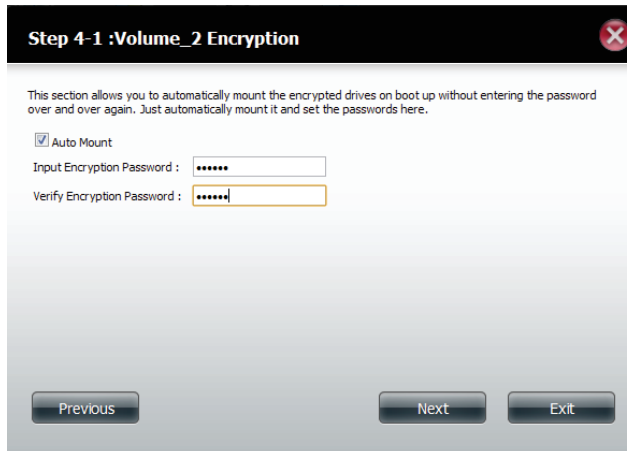 Step 4-1 :Volume_2 Encryption
This section allows you to automatically mount the encrypted drives on boot up without entering the password
over and over again. Just automatically mount it and set the passwords here.
Auto Mount
Input Encryption Password : ••••••
Verify Encryption Password : ••••••
Previous Next Exit